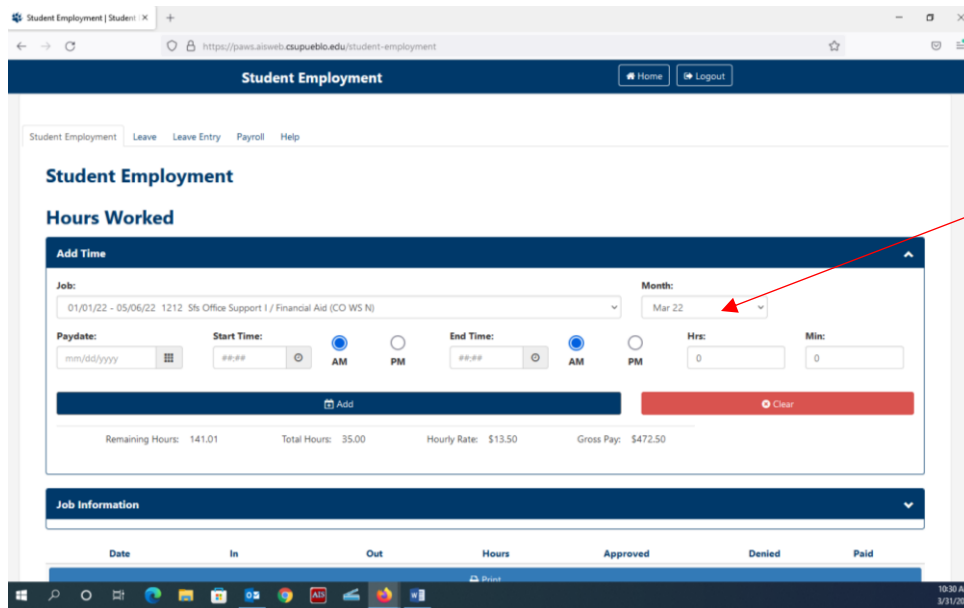 Student Employment | Student
https://paws.aisweb.csupueblo.edu/student-employment
Student Employment Home Logout
Student Employment Leave Leave Entry Payroll Help
Student Employment
Hours Worked
Add Time
Job: Month:
01/01/22 - 05/06/22 1212 Sfs Office Support I / Financial Aid (CO WS N) Mar 22
Paydate: Start Time: End Time: Hrs: Min:
mm/dd/yyyy ##:## AM PM ##:## AM PM 0 0
Add Clear
Remaining Hours: 141.01 Total Hours: 35.00 Hourly Rate: $13.50 Gross Pay: $472.50
Job Information
Date In Out Hours Approved Denied Paid
Print
AIS
10:30 A
3/31/20